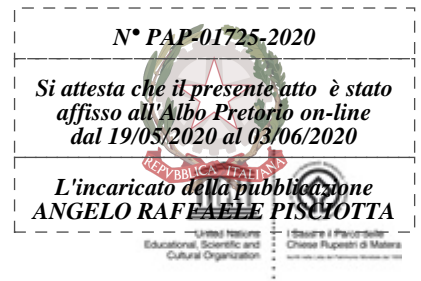 N° PAP-01725-2020
Si attesta che il presente atto è stato
affisso all'Albo Pretorio on-line
dal 19/05/2020 al 03/06/2020
REPVBBLICA ITALIANA
L'incaricato della pubblicazione
ANGELO RAFFAELE PISCIOTTA
United Nations
Educational, Scientific and
Cultural Organization
I Sassi e il Parco delle
Chiese Rupestri di Matera